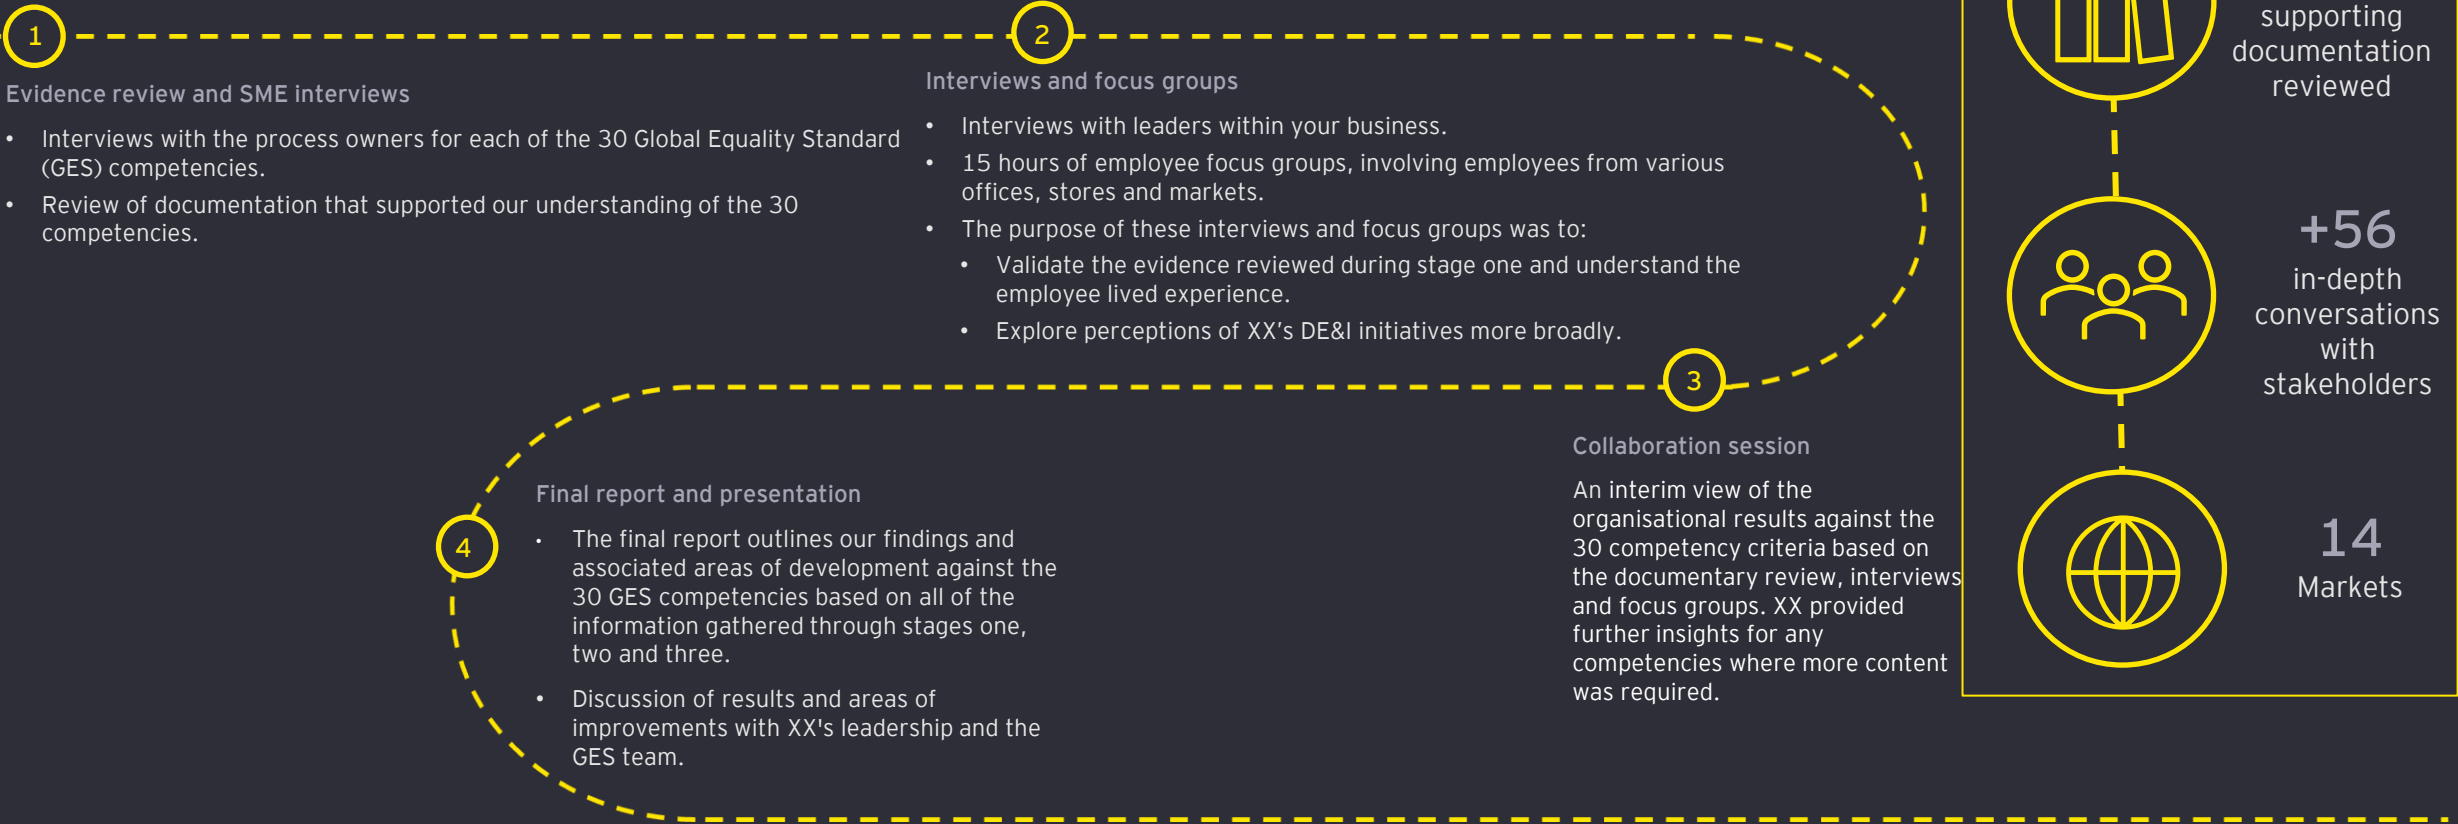 1
Evidence review and SME interviews
• Interviews with the process owners for each of the 30 Global Equality Standard
(GES) competencies.
• Review of documentation that supported our understanding of the 30
competencies.
2
Interviews and focus groups
• Interviews with leaders within your business.
• 15 hours of employee focus groups, involving employees from various
offices, stores and markets.
• The purpose of these interviews and focus groups was to:
• Validate the evidence reviewed during stage one and understand the
employee lived experience.
• Explore perceptions of XX’s DE&I initiatives more broadly.
3
Collaboration session
An interim view of the
organisational results against the
30 competency criteria based on
the documentary review, interviews
and focus groups. XX provided
further insights for any
competencies where more content
was required.
4
Final report and presentation
• The final report outlines our findings and
associated areas of development against the
30 GES competencies based on all of the
information gathered through stages one,
two and three.
• Discussion of results and areas of
improvements with XX's leadership and the
GES team.
supporting
documentation
reviewed
+56
in-depth
conversations
with
stakeholders
14
Markets